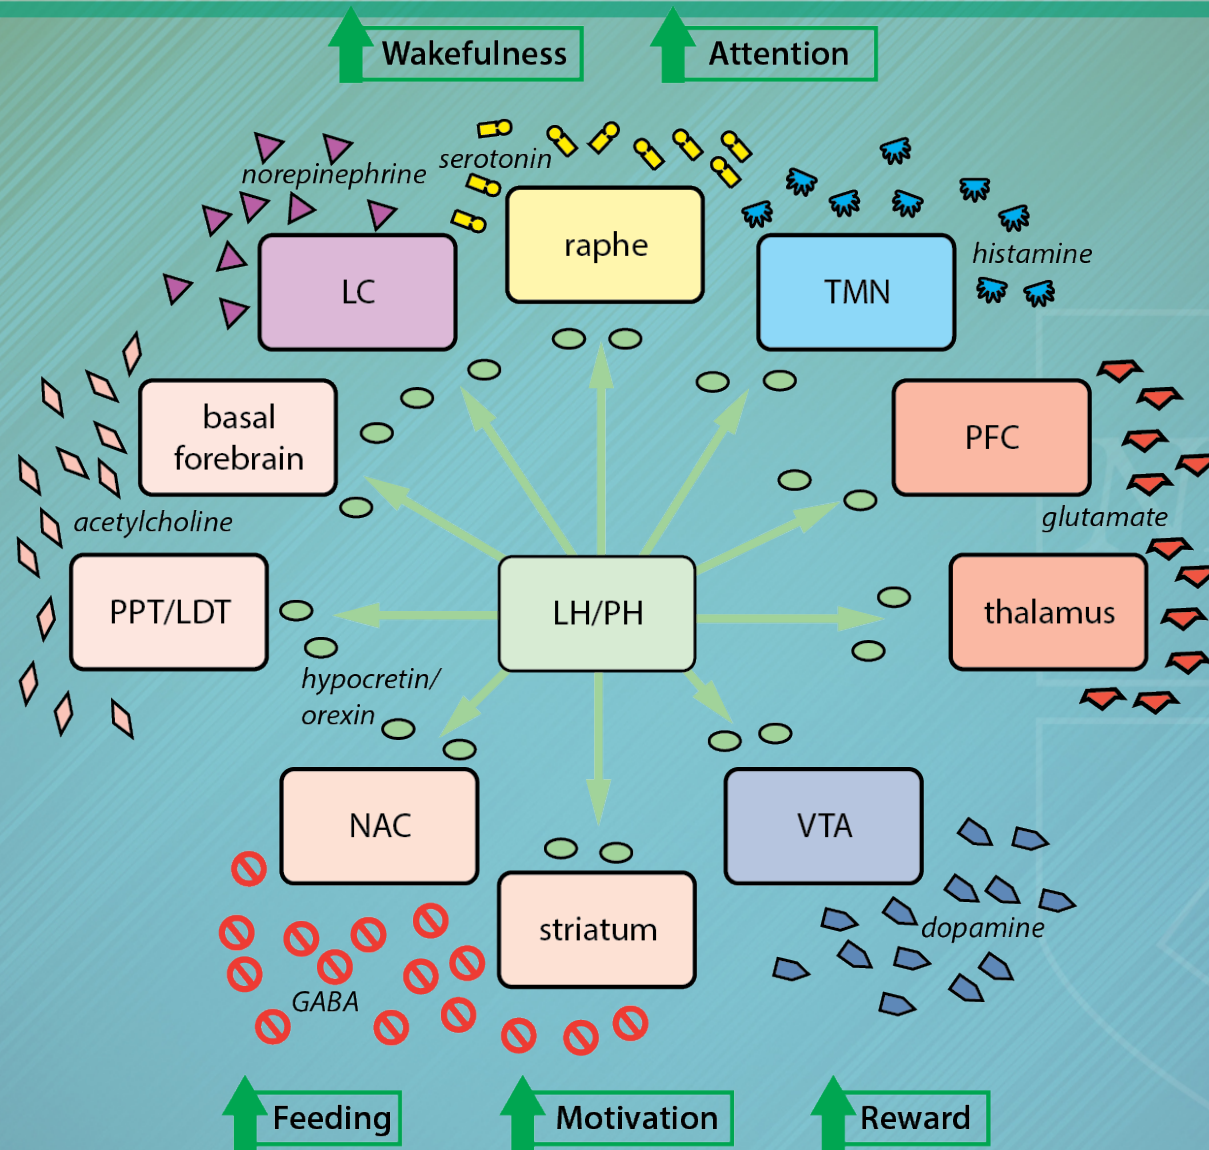 Wakefulness
Attention
norepinephrine
serotonin
raphe
LC
TMN
histamine
basal
forebrain
PFC
acetylcholine
glutamate
PPT/LDT
LH/PH
thalamus
hypocretin/
orexin
NAC
VTA
striatum
dopamine
GABA
Feeding
Motivation
Reward